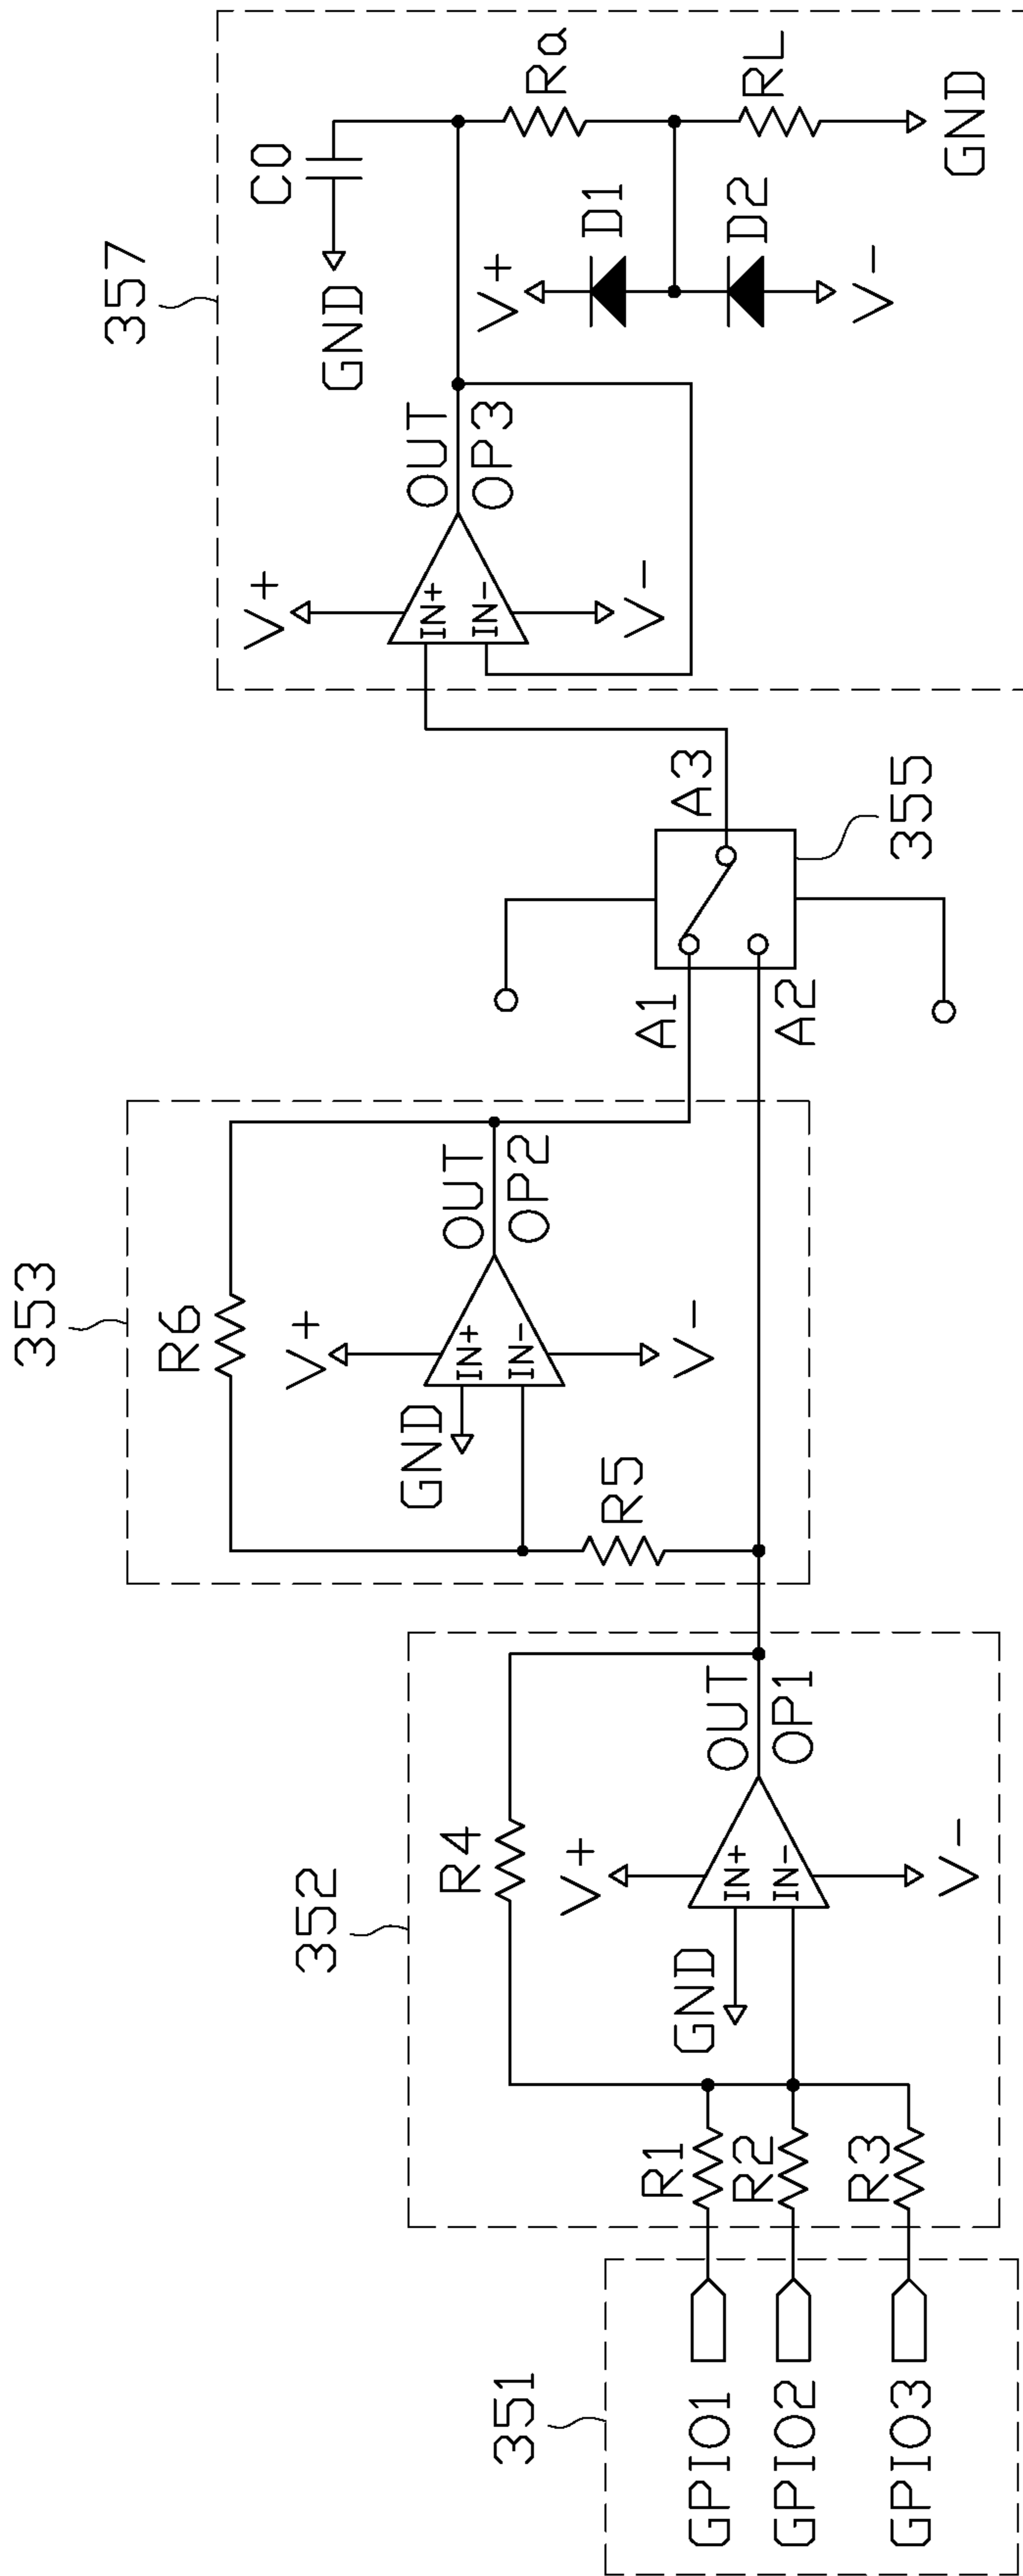 351
GPIO1
GPIO2
GPIO3
352
R1
R2
R3
R4
GND
V+
IN+
IN-
V-
OUT
OP1
353
R5
R6
GND
V+
IN+
IN-
V-
OUT
OP2
A1
A2
A3
355
357
V+
IN+
IN-
V-
OUT
OP3
GND
C0
V+
D1
D2
V-
Ra
RL
GND